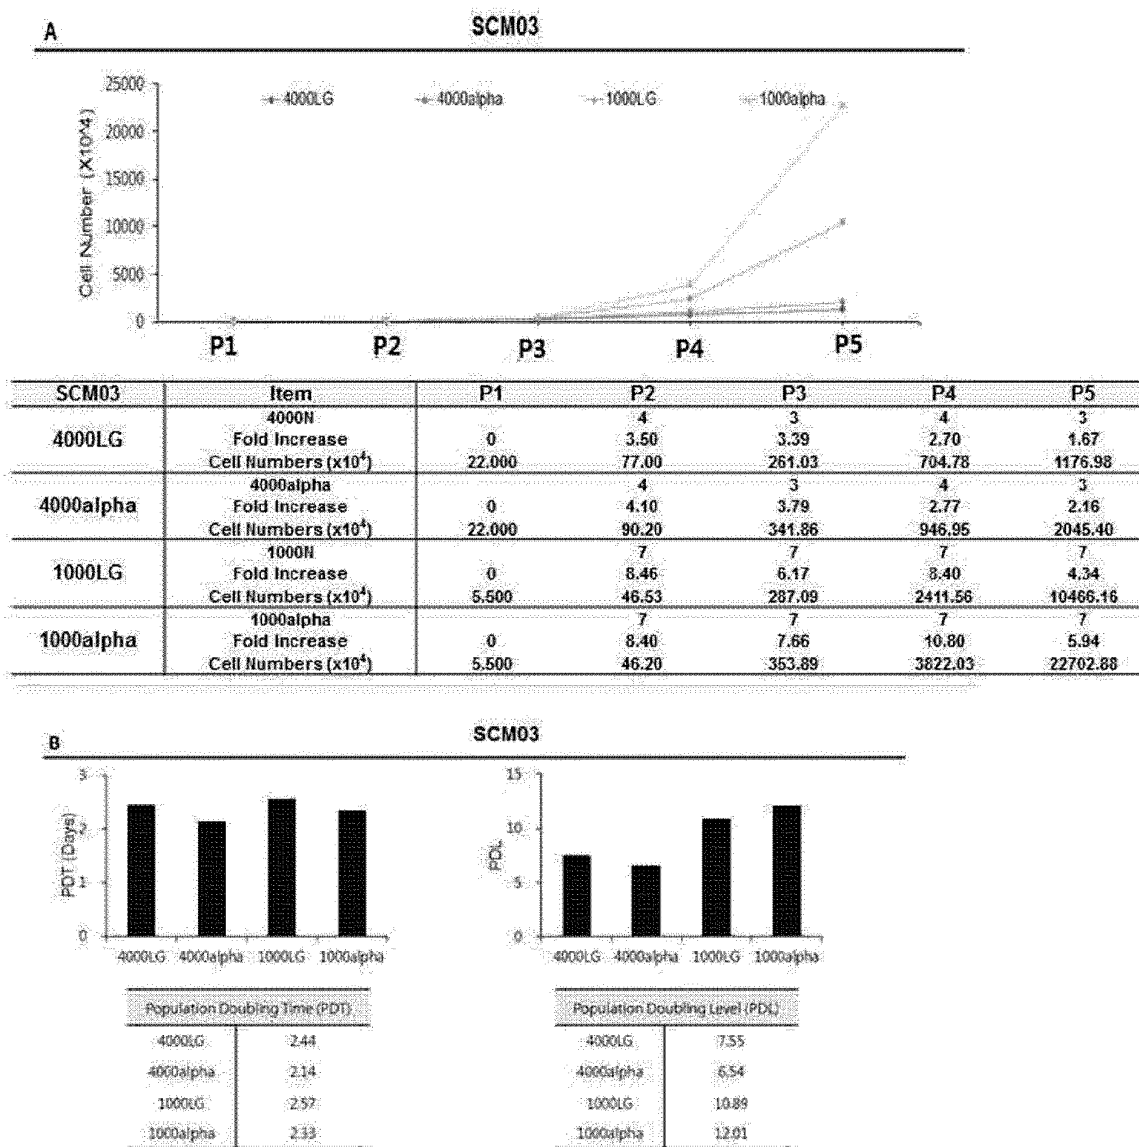 A
SCM03
25000
4000LG 4000alpha 1000LG 1000alpha
20000
15000
10000
5000
0
Cell Number (X10^4)
P1 P2 P3 P4 P5
SCM03 Item P1 P2 P3 P4 P5
4000LG
4000N 4 3 4 3
Fold Increase 0 3.50 3.39 2.70 1.67
Cell Numbers (x10⁴) 22.000 77.00 261.03 704.78 1176.98
4000alpha
4000alpha 4 3 4 3
Fold Increase 0 4.10 3.79 2.77 2.16
Cell Numbers (x10⁴) 22.000 90.20 341.86 946.95 2045.40
1000LG
1000N 7 7 7 7
Fold Increase 0 8.46 6.17 8.40 4.34
Cell Numbers (x10⁴) 5.500 46.53 287.09 2411.56 10466.16
1000alpha
1000alpha 7 7 7 7
Fold Increase 0 8.40 7.66 10.80 5.94
Cell Numbers (x10⁴) 5.500 46.20 353.89 3822.03 22702.88
B
SCM03
3
2
1
0
PDT (Days)
4000LG 4000alpha 1000LG 1000alpha
15
10
5
0
PDL
4000LG 4000alpha 1000LG 1000alpha
Population Doubling Time (PDT)
4000LG 2.44
4000alpha 2.14
1000LG 2.57
1000alpha 2.33
Population Doubling Level (PDL)
4000LG 7.55
4000alpha 6.54
1000LG 10.89
1000alpha 12.01